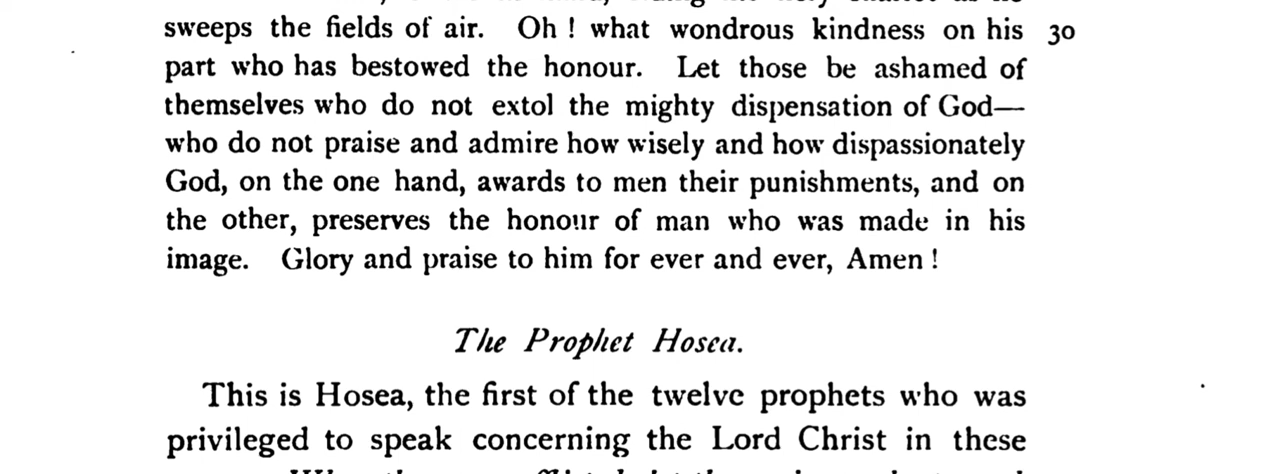 sweeps the fields of air. Oh ! what wondrous kindness on his 30
part who has bestowed the honour. Let those be ashamed of
themselves who do not extol the mighty dispensation of God—
who do not praise and admire how wisely and how dispassionately
God, on the one hand, awards to men their punishments, and on
the other, preserves the honour of man who was made in his
image. Glory and praise to him for ever and ever, Amen !
The Prophet Hosea.
This is Hosea, the first of the twelve prophets who was
privileged to speak concerning the Lord Christ in these